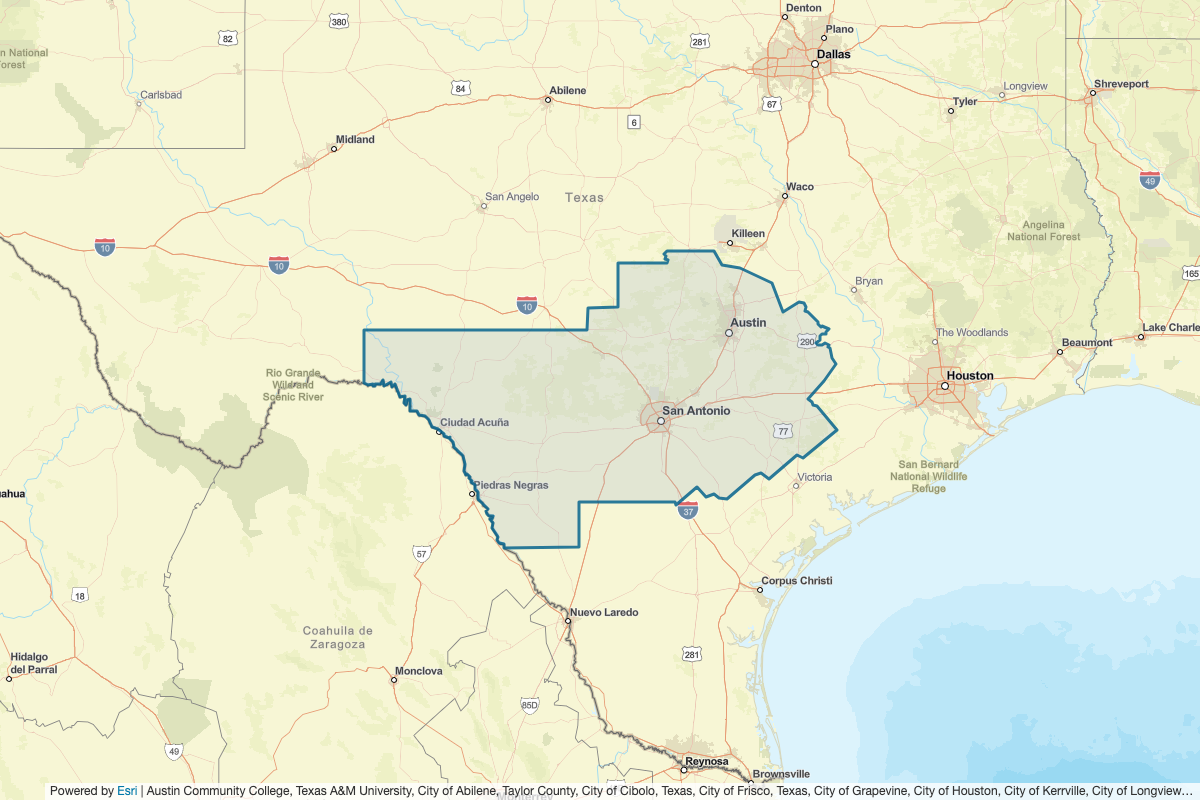 Denton
380
Plano
82
281
n National
orest
Dallas
84
Abilene
Longview
Shreveport
Carlsbad
67
Tyler
6
Midland
49
Waco
San Angelo
Texas
Angelina
National Forest
Killeen
10
10
165
Bryan
10
Austin
Lake Charle
The Woodlands
290
Beaumont
Rio Grande
Wild and
Scenic River
Houston
San Antonio
Ciudad Acuña
77
San Bernard
National Wildlife
Refuge
Victoria
Piedras Negras
ahua
37
57
Corpus Christi
18
Nuevo Laredo
Coahuila de
Zaragoza
281
Hidalgo
del Parral
Monclova
85D
49
Reynosa
Brownsville
Powered by Esri | Austin Community College, Texas A&M University, City of Abilene, Taylor County, City of Cibolo, Texas, City of Frisco, Texas, City of Grapevine, City of Houston, City of Kerrville, City of Longview…
Monterrey